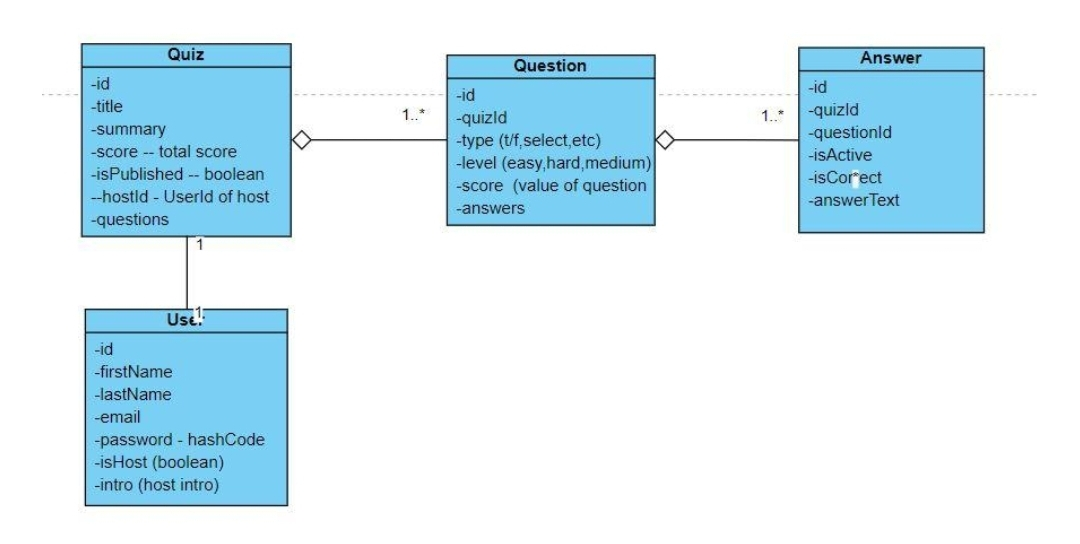 Quiz
-id
-title
-summary
-score -- total score
-isPublished -- boolean
--hostId - UserId of host
-questions
1..*
Question
-id
-quizId
-type (t/f,select,etc)
-level (easy,hard,medium)
-score  (value of question
-answers
1..*
Answer
-id
-quizId
-questionId
-isActive
-isCorrect
-answerText
1
1
User
-id
-firstName
-lastName
-email
-password - hashCode
-isHost (boolean)
-intro (host intro)